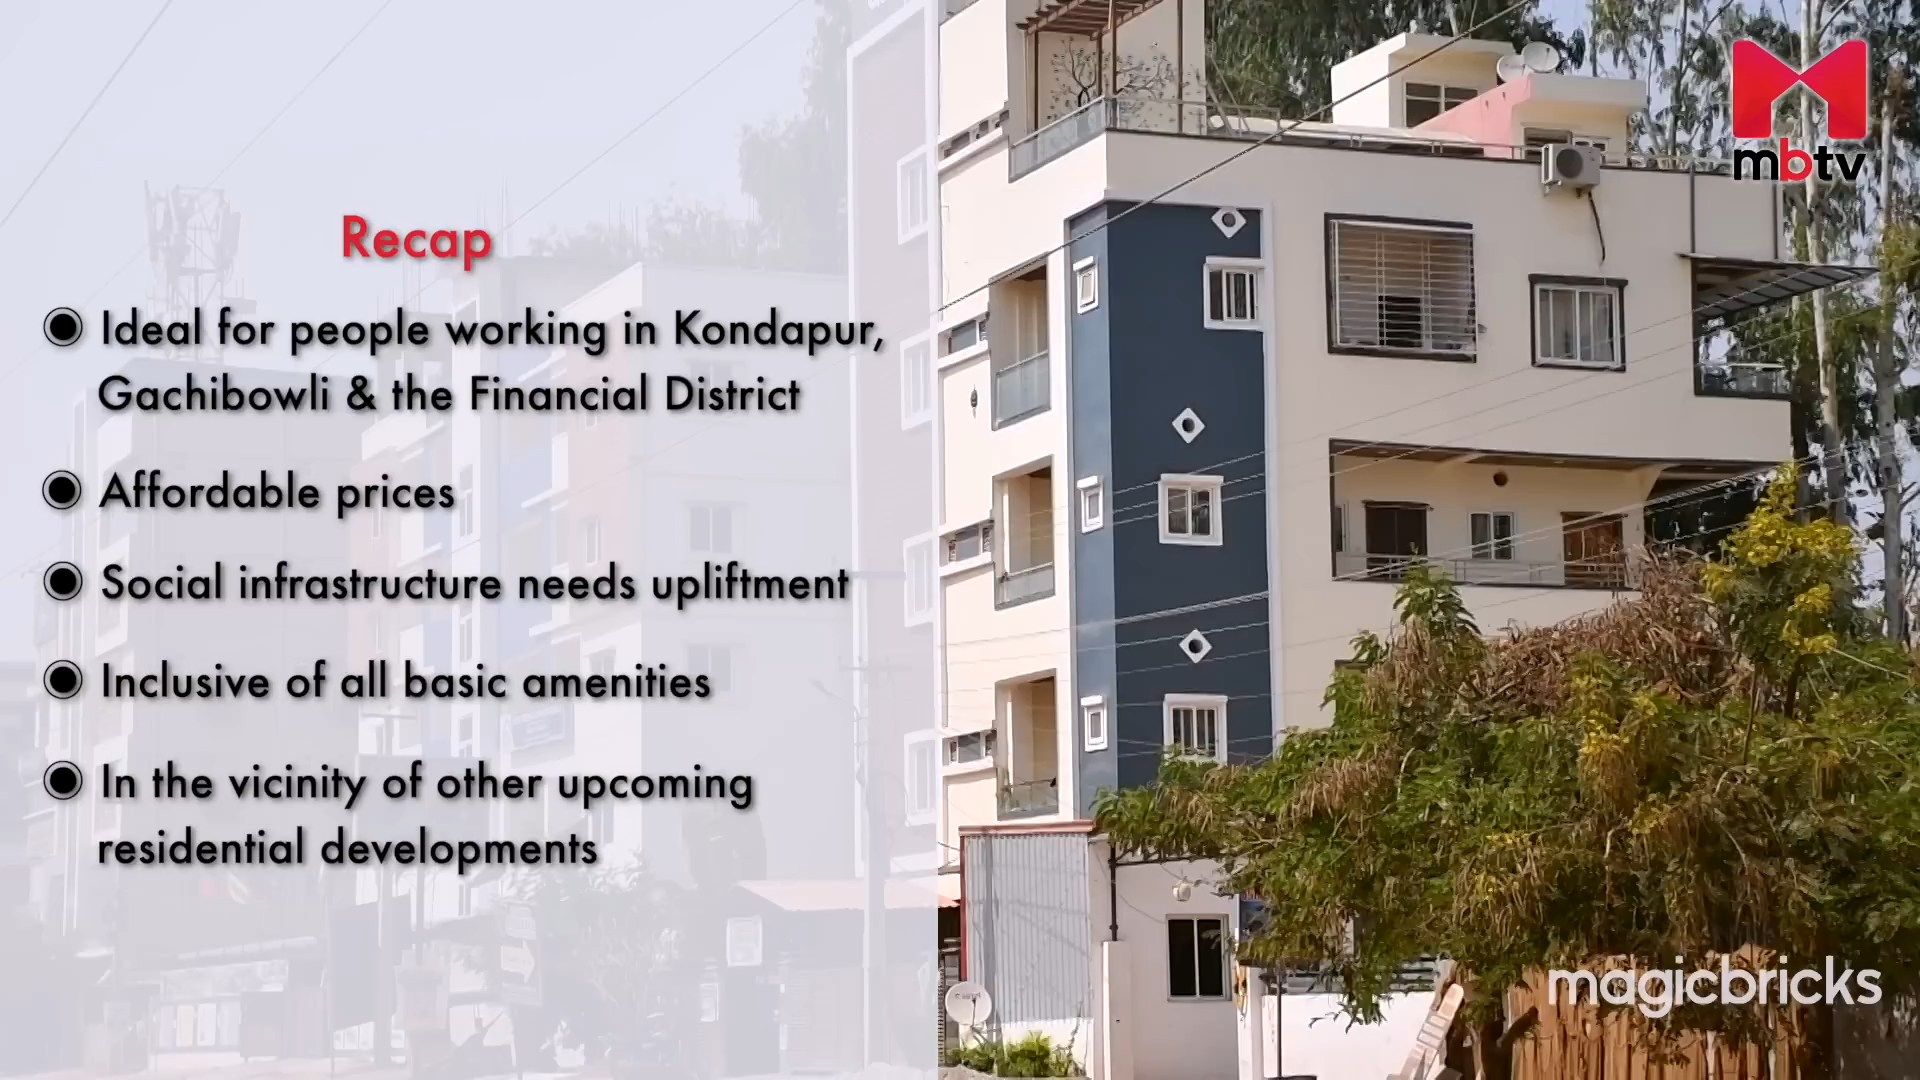 Recap
Ideal for people working in Kondapur,
Gachibowli & the Financial District
Affordable prices
Social infrastructure needs upliftment
Inclusive of all basic amenities
In the vicinity of other upcoming
residential developments
mbtv
magicbricks